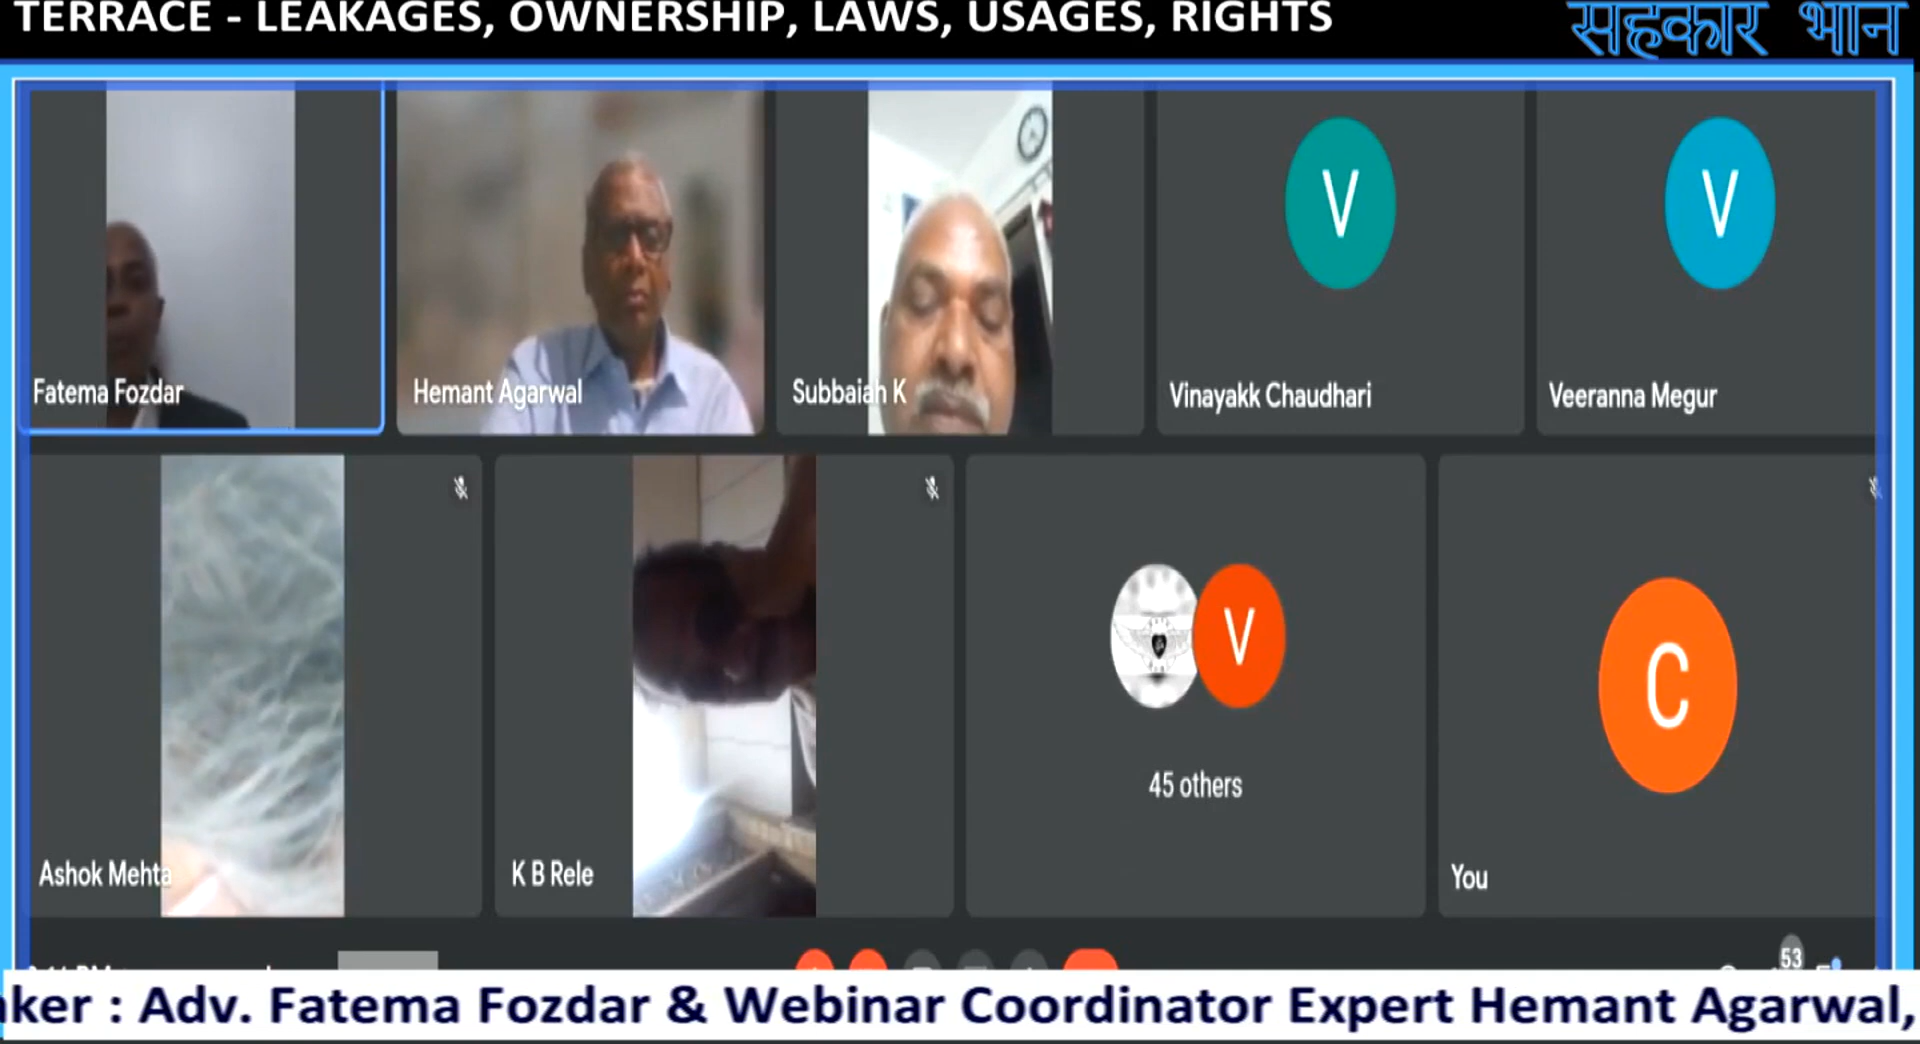 TERRACE - LEAKAGES, OWNERSHIP, LAWS, USAGES, RIGHTS
सहकार भान
V
V
Fatema Fozdar
Hemant Agarwal
Subbaiah K
Vinayakk Chaudhari
Veeranna Megur
V
C
45 others
Ashok Mehta
K B Rele
You
53
ker : Adv. Fatema Fozdar & Webinar Coordinator Expert Hemant Agarwal,